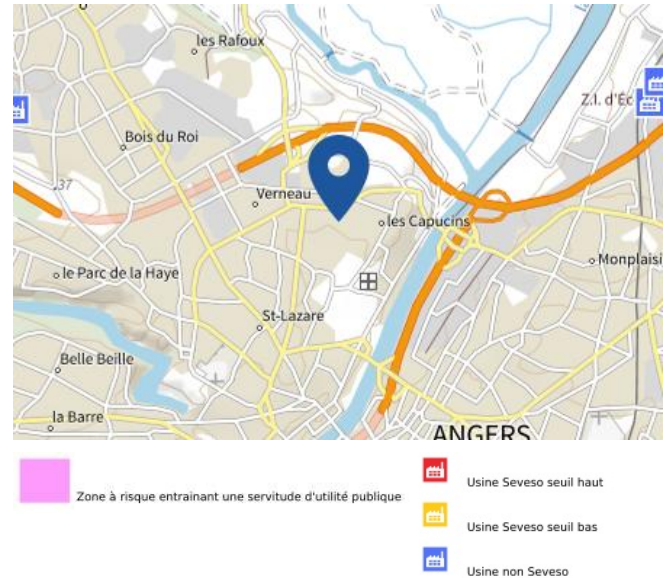 les Rafoux
Z.I. d'Éc
Bois du Roi
37
Verneau
les Capucins
Monplaisi
le Parc de la Haye
St-Lazare
Belle Beille
la Barre
ANGERS
Zone à risque entrainant une servitude d'utilité publique
Usine Seveso seuil haut
Usine Seveso seuil bas
Usine non Seveso